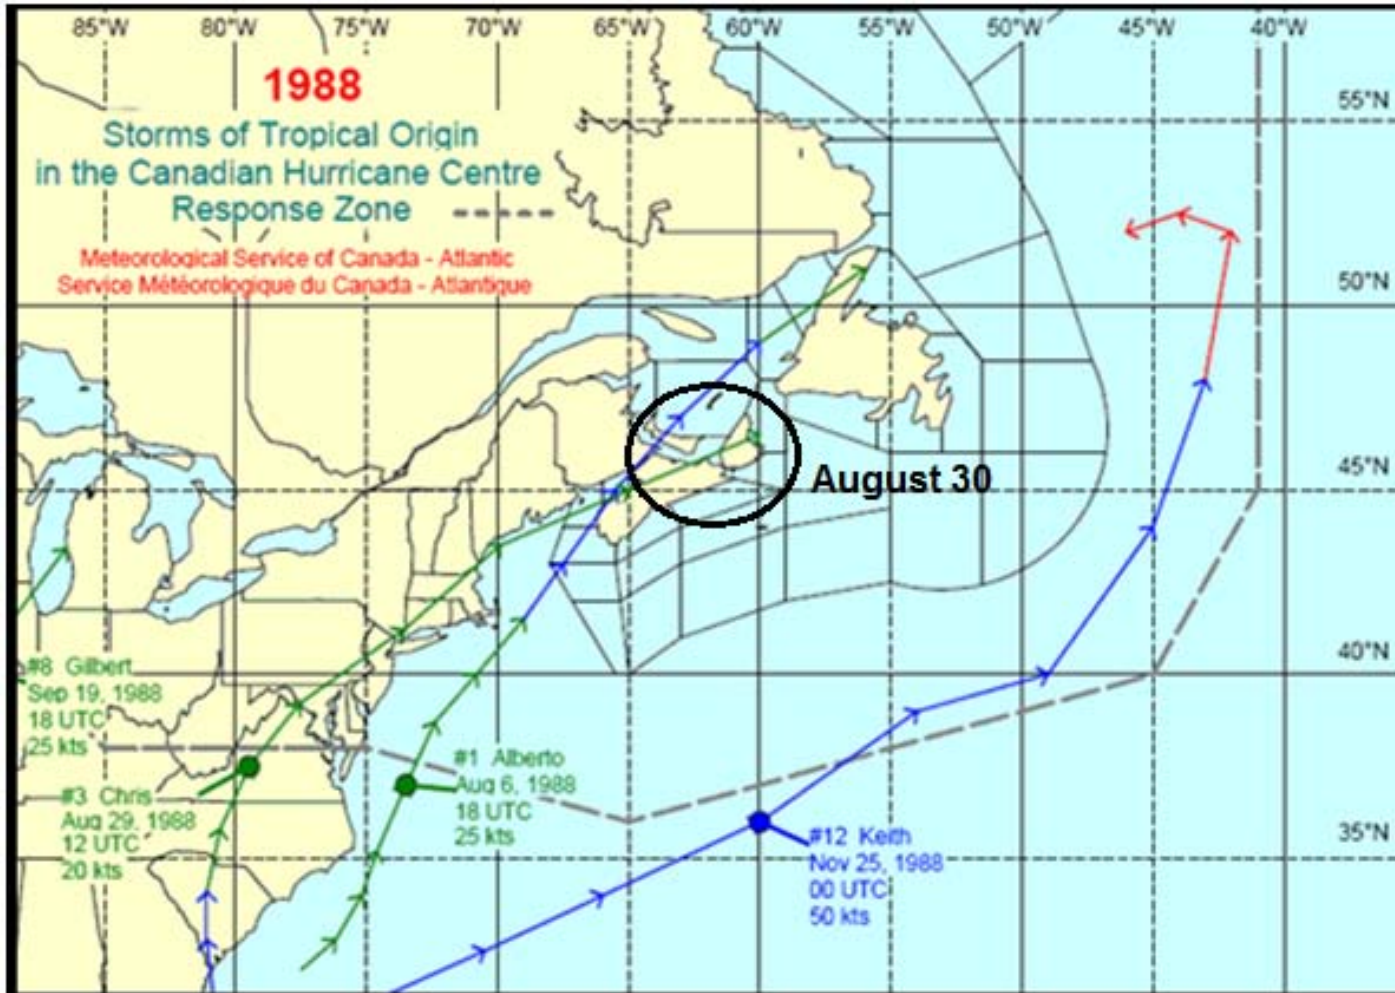 85°W 80°W 75°W 70°W 65°W 60°W 55°W 50°W 45°W 40°W
1988
Storms of Tropical Origin
in the Canadian Hurricane Centre
Response Zone
Meteorological Service of Canada - Atlantic
Service Météorologique du Canada - Atlantique
55°N
50°N
45°N
August 30
40°N
35°N
#8 Gilbert
Sep 19, 1988
18 UTC
25 kts
#3 Chris
Aug 29, 1988
12 UTC
20 kts
#1 Alberto
Aug 6, 1988
18 UTC
25 kts
#12 Keith
Nov 25, 1988
00 UTC
50 kts